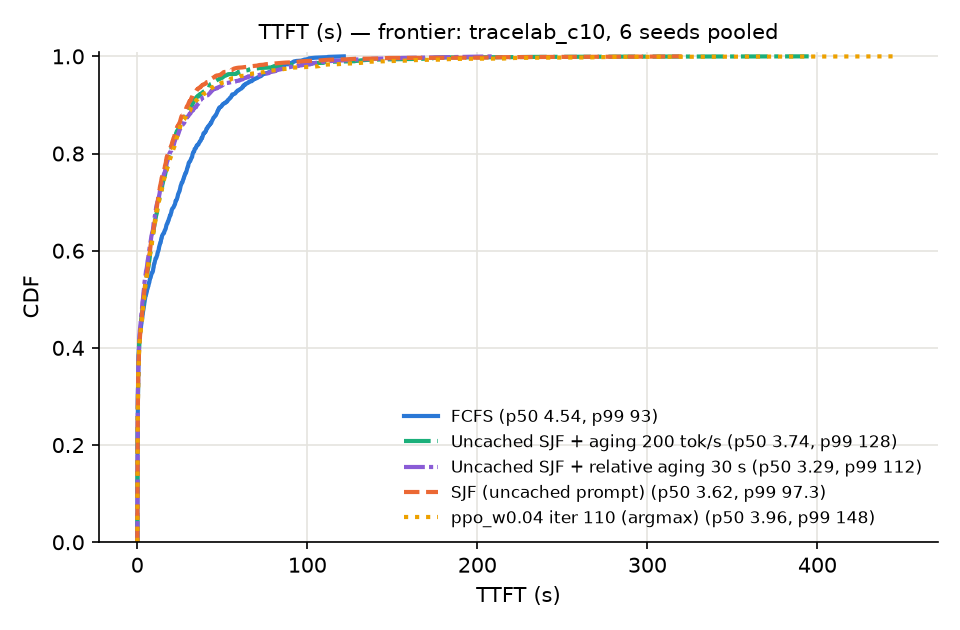 TTFT (s) — frontier: tracelab_c10, 6 seeds pooled
1.0
0.8
0.6
0.4
0.2
0.0
CDF
FCFS (p50 4.54, p99 93)
Uncached SJF + aging 200 tok/s (p50 3.74, p99 128)
Uncached SJF + relative aging 30 s (p50 3.29, p99 112)
SJF (uncached prompt) (p50 3.62, p99 97.3)
ppo_w0.04 iter 110 (argmax) (p50 3.96, p99 148)
0 100 200 300 400
TTFT (s)